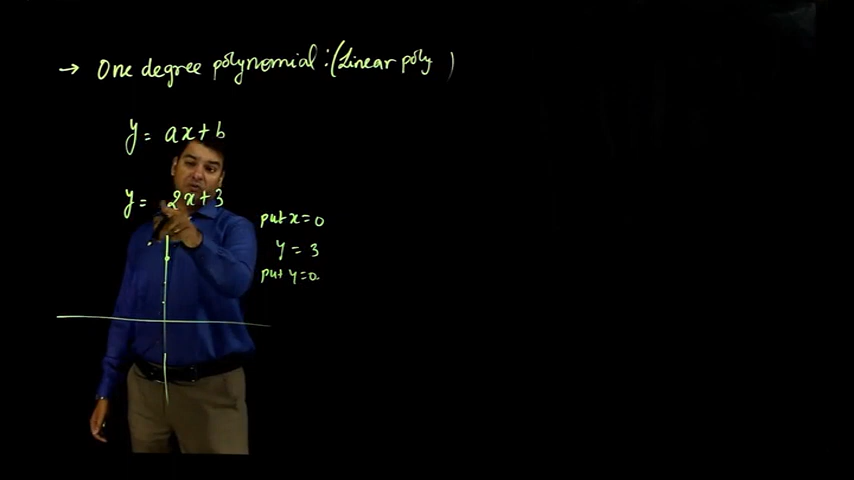 → One degree polynomial :(Linear poly )
y = ax + b
y = 2x + 3
put x = 0
y = 3
put y = 0